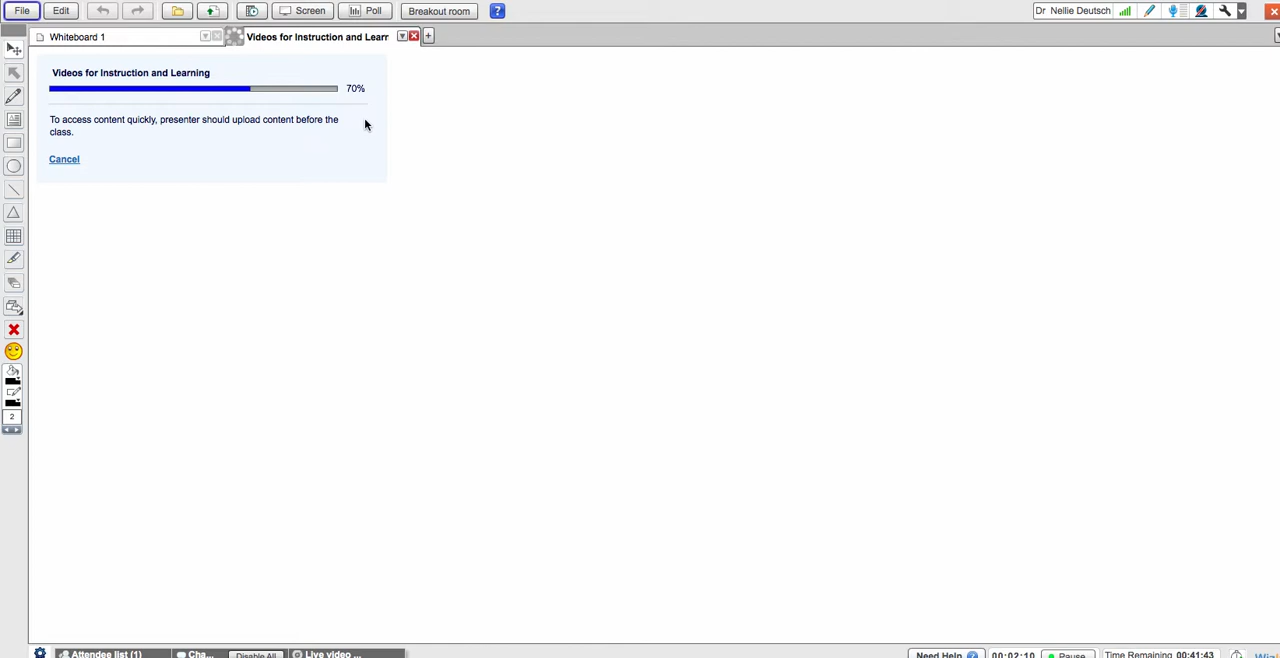 File Edit Screen Poll Breakout room ? Dr Nellie Deutsch
Whiteboard 1 Videos for Instruction and Learr +
Videos for Instruction and Learning
70%
To access content quickly, presenter should upload content before the
class.
Cancel
2
Attendee list (1) Cha... Disable All Live video ... Need Help ? 00:02:10 Pause Time Remaining 00:41:43